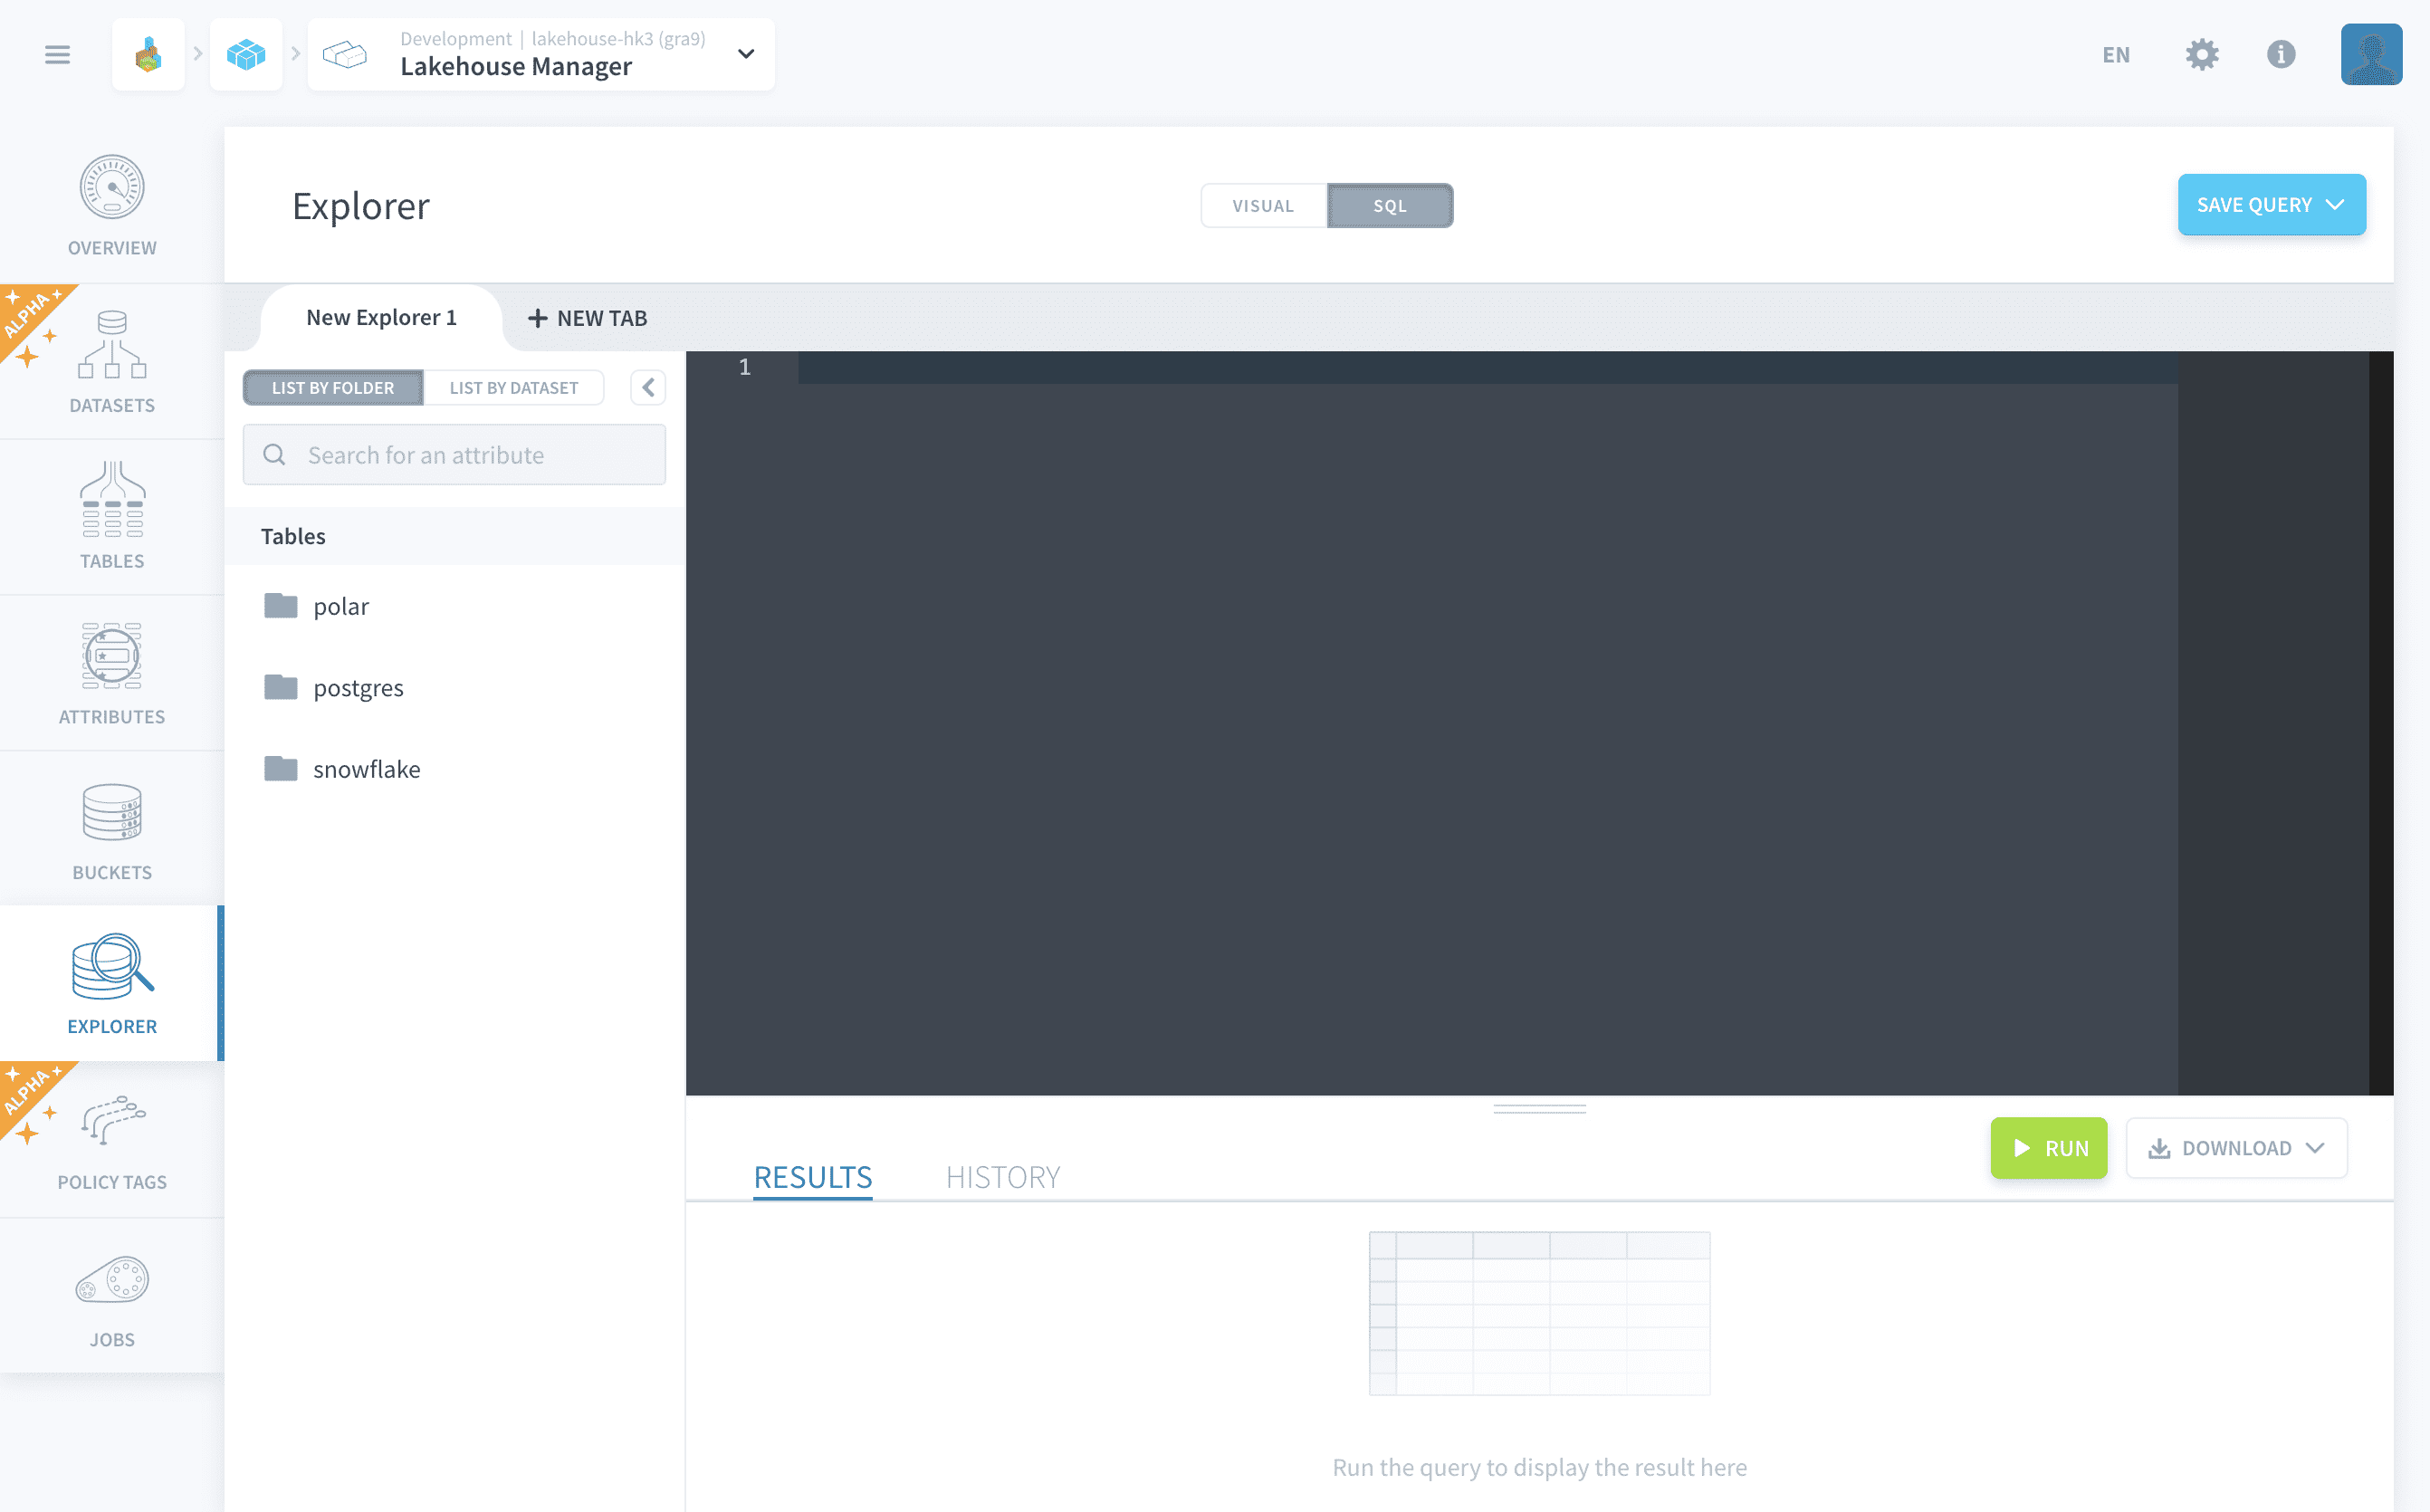 Development | lakehouse-hk3 (gra9)
Lakehouse Manager
EN
OVERVIEW
ALPHA
DATASETS
TABLES
ATTRIBUTES
BUCKETS
EXPLORER
ALPHA
POLICY TAGS
JOBS
Explorer
VISUAL
SQL
SAVE QUERY
New Explorer 1
NEW TAB
LIST BY FOLDER
LIST BY DATASET
Search for an attribute
Tables
polar
postgres
snowflake
1
RUN
DOWNLOAD
RESULTS
HISTORY
Run the query to display the result here